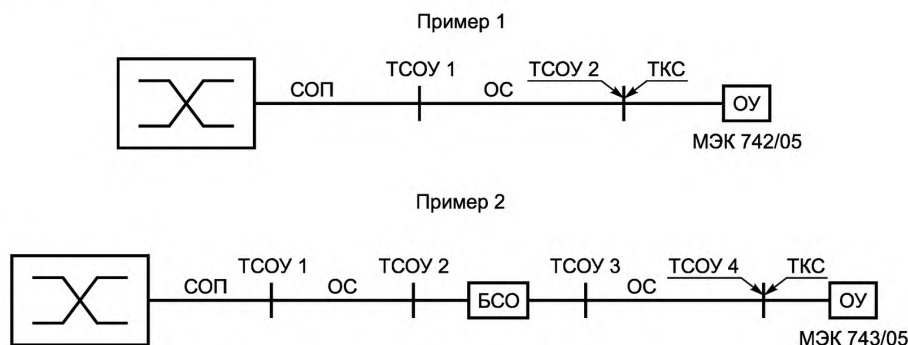 Пример 1
СОП ТСОУ 1 ОС ТСОУ 2 ТКС ОУ
МЭК 742/05
Пример 2
СОП ТСОУ 1 ОС ТСОУ 2 БСО ТСОУ 3 ОС ТСОУ 4 ТКС ОУ
МЭК 743/05